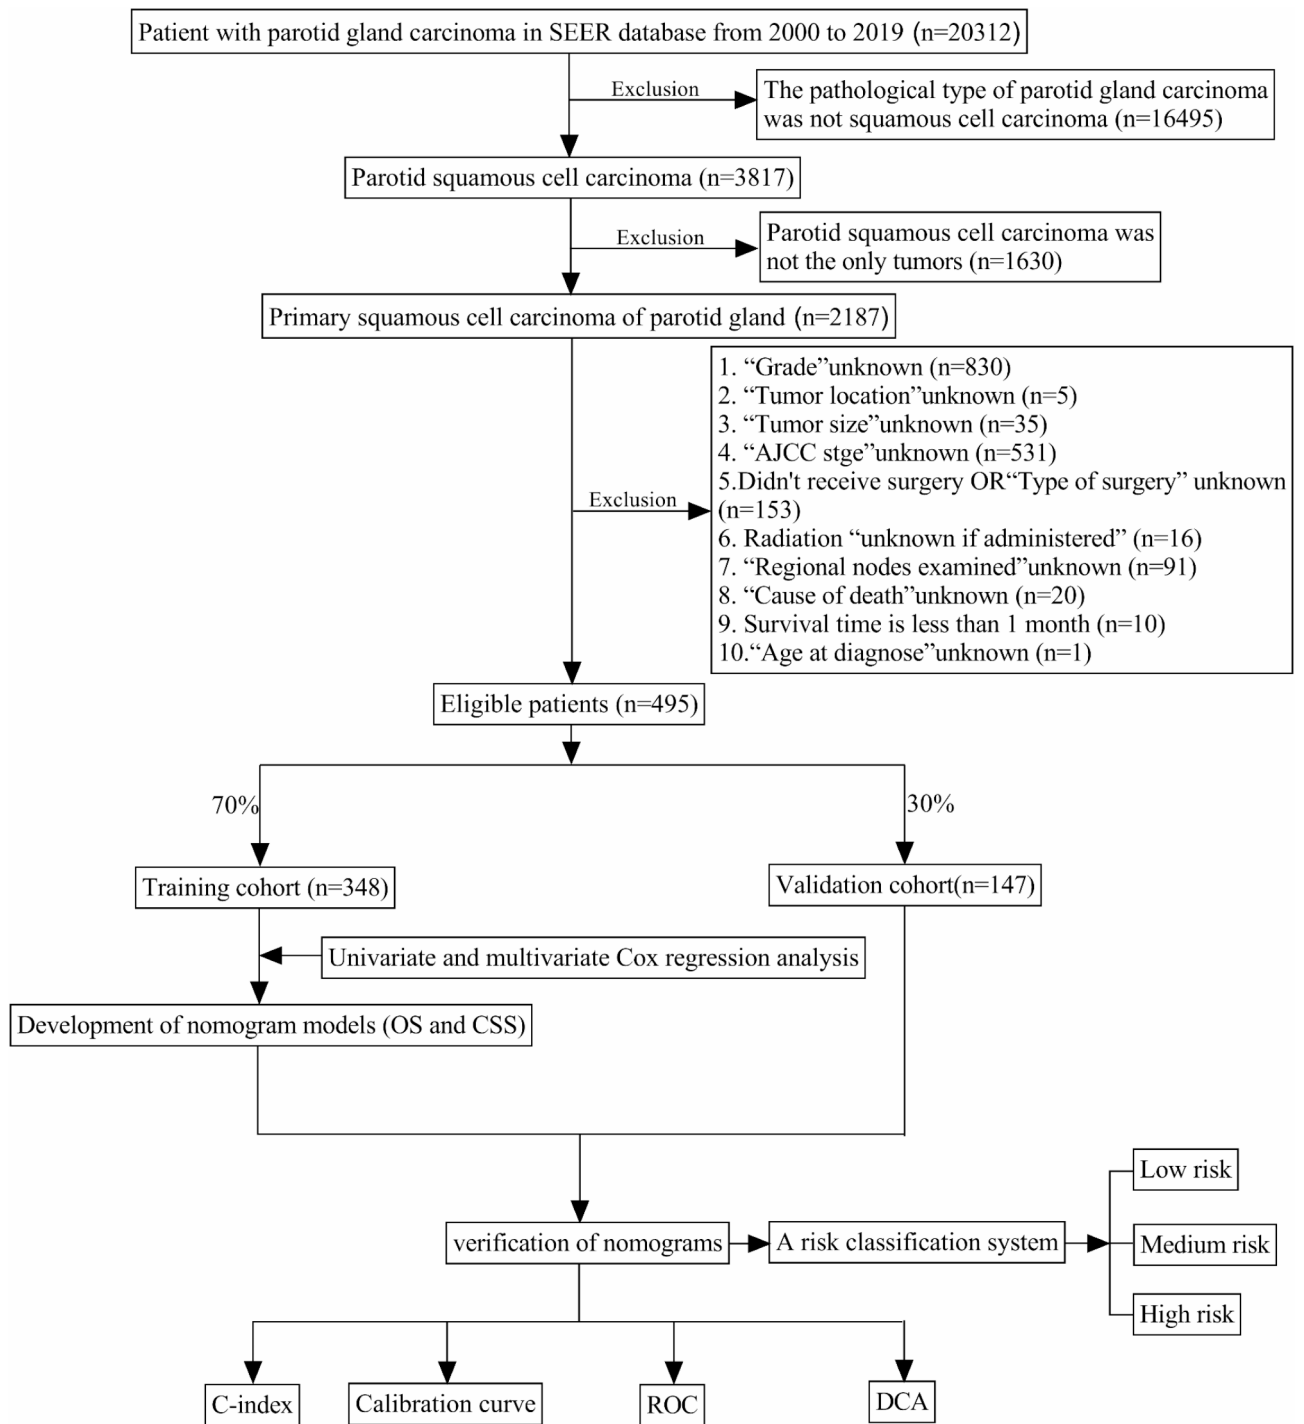 Patient with parotid gland carcinoma in SEER database from 2000 to 2019 (n=20312)
Exclusion
The pathological type of parotid gland carcinoma
was not squamous cell carcinoma (n=16495)
Parotid squamous cell carcinoma (n=3817)
Exclusion
Parotid squamous cell carcinoma was
not the only tumors (n=1630)
Primary squamous cell carcinoma of parotid gland (n=2187)
Exclusion
1. “Grade”unknown (n=830)
2. “Tumor location”unknown (n=5)
3. “Tumor size”unknown (n=35)
4. “AJCC stge”unknown (n=531)
5.Didn't receive surgery OR“Type of surgery” unknown
(n=153)
6. Radiation “unknown if administered” (n=16)
7. “Regional nodes examined”unknown (n=91)
8. “Cause of death”unknown (n=20)
9. Survival time is less than 1 month (n=10)
10.“Age at diagnose”unknown (n=1)
Eligible patients (n=495)
70%
30%
Training cohort (n=348)
Validation cohort(n=147)
Univariate and multivariate Cox regression analysis
Development of nomogram models (OS and CSS)
verification of nomograms
A risk classification system
Low risk
Medium risk
High risk
C-index
Calibration curve
ROC
DCA